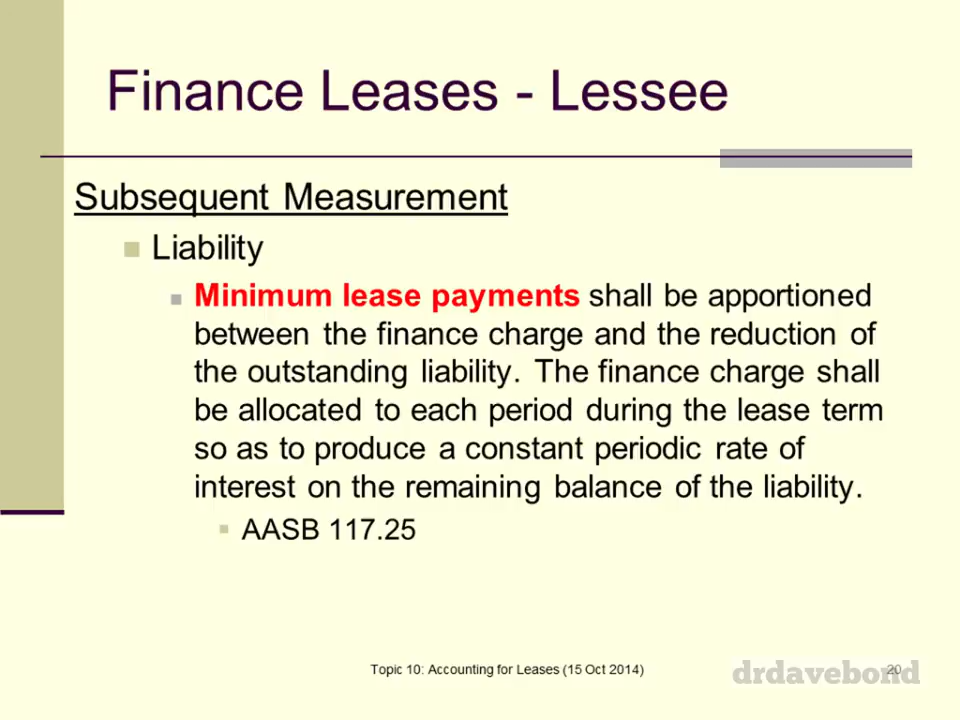 Finance Leases - Lessee
Subsequent Measurement
Liability
Minimum lease payments shall be apportioned
between the finance charge and the reduction of
the outstanding liability. The finance charge shall
be allocated to each period during the lease term
so as to produce a constant periodic rate of
interest on the remaining balance of the liability.
AASB 117.25
Topic 10: Accounting for Leases (15 Oct 2014)
20
drdavebond